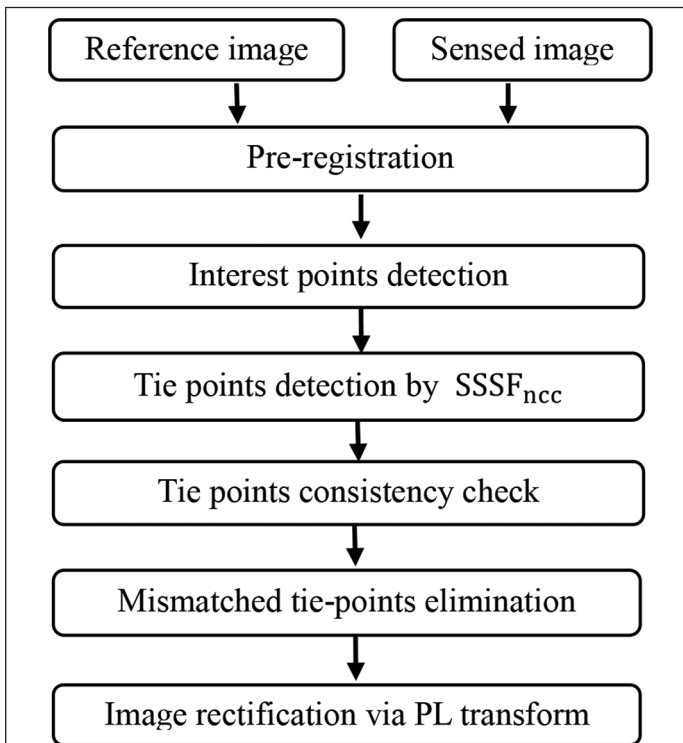 Reference image
Sensed image
Pre-registration
Interest points detection
Tie points detection by SSSFₙcc
Tie points consistency check
Mismatched tie-points elimination
Image rectification via PL transform